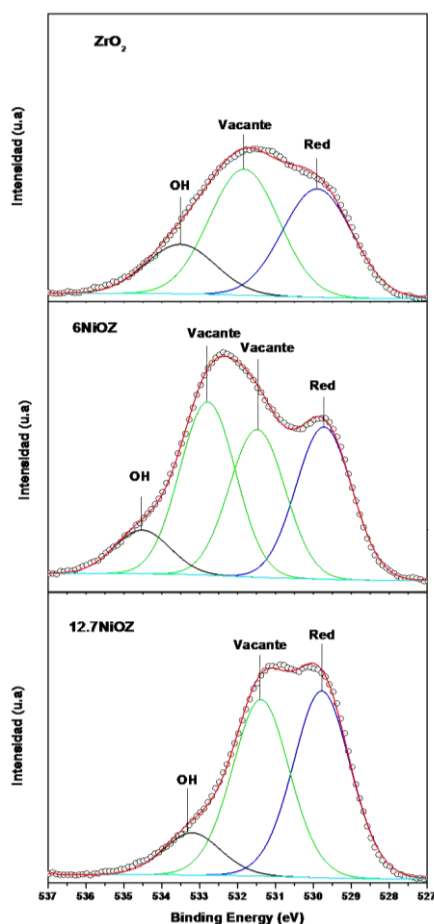 ZrO₂
Vacante
Red
OH
Intensidad (u.a)
6NiOZ
Vacante
Vacante
Red
OH
Intensidad (u.a)
12.7NiOZ
Vacante
Red
OH
Intensidad (u.a)
537 536 535 534 533 532 531 530 529 528 527
Binding Energy (eV)